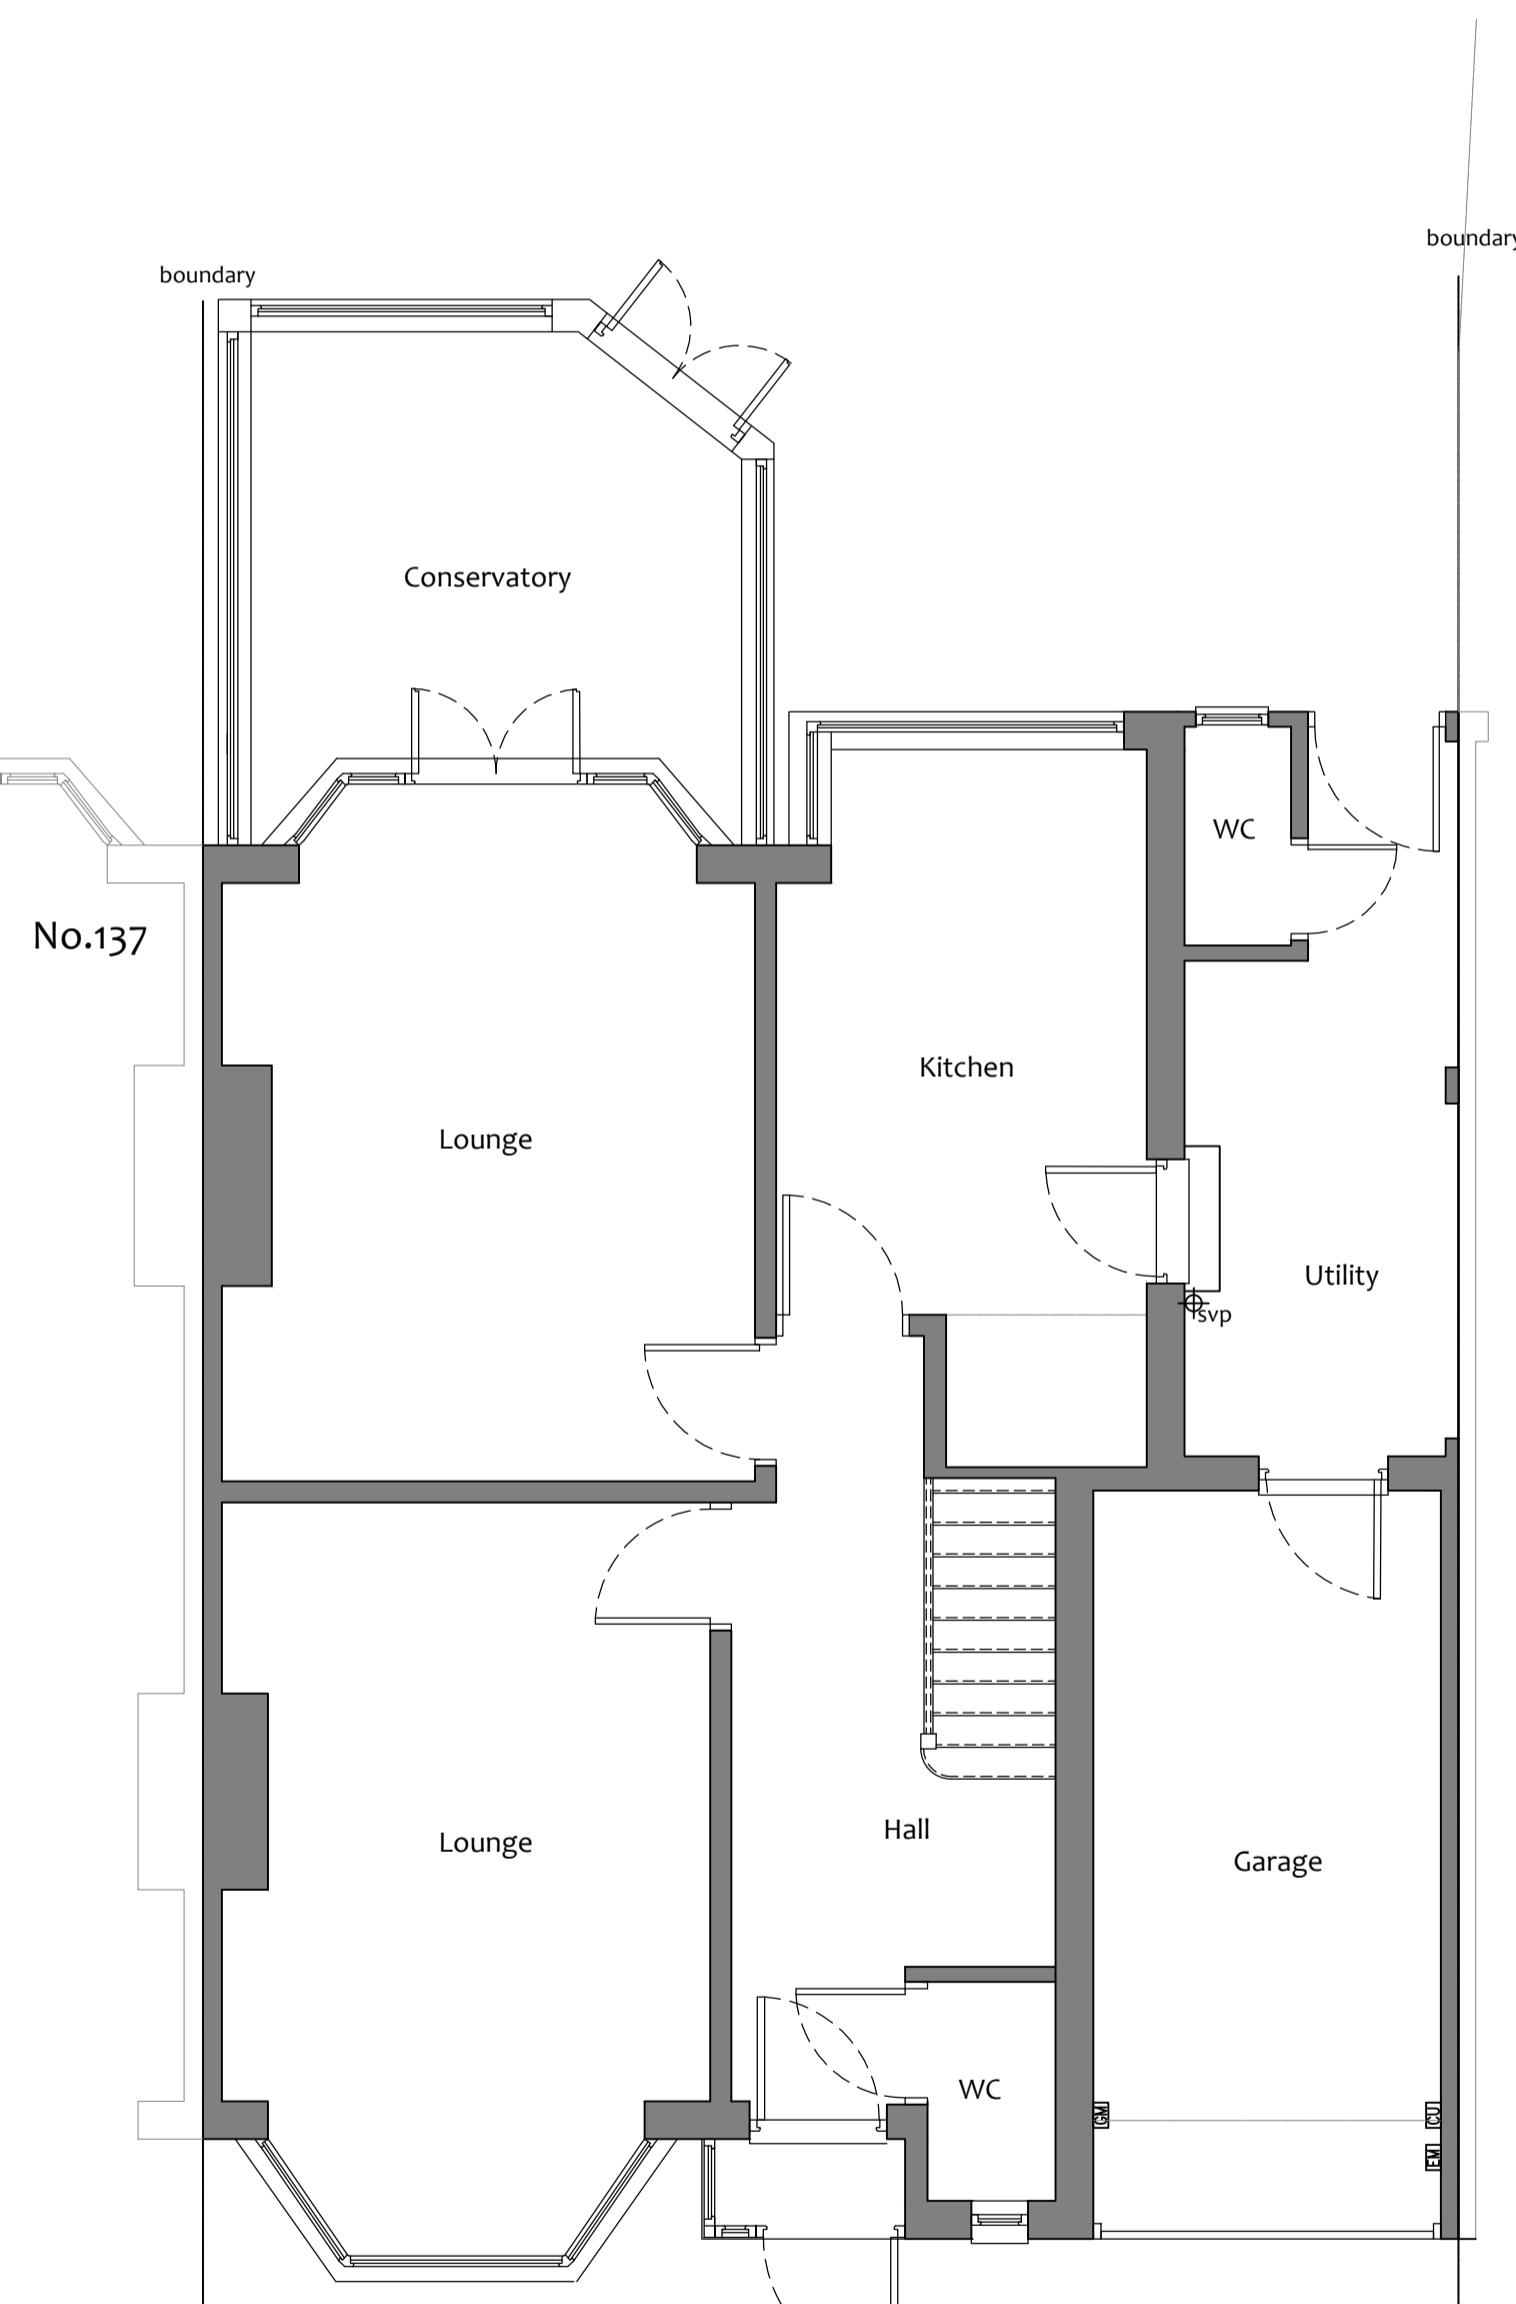 boundary
boundary
Conservatory
WC
No.137
Kitchen
Lounge
Utility
svp
Hall
Lounge
Garage
WC
GM
CU
EM